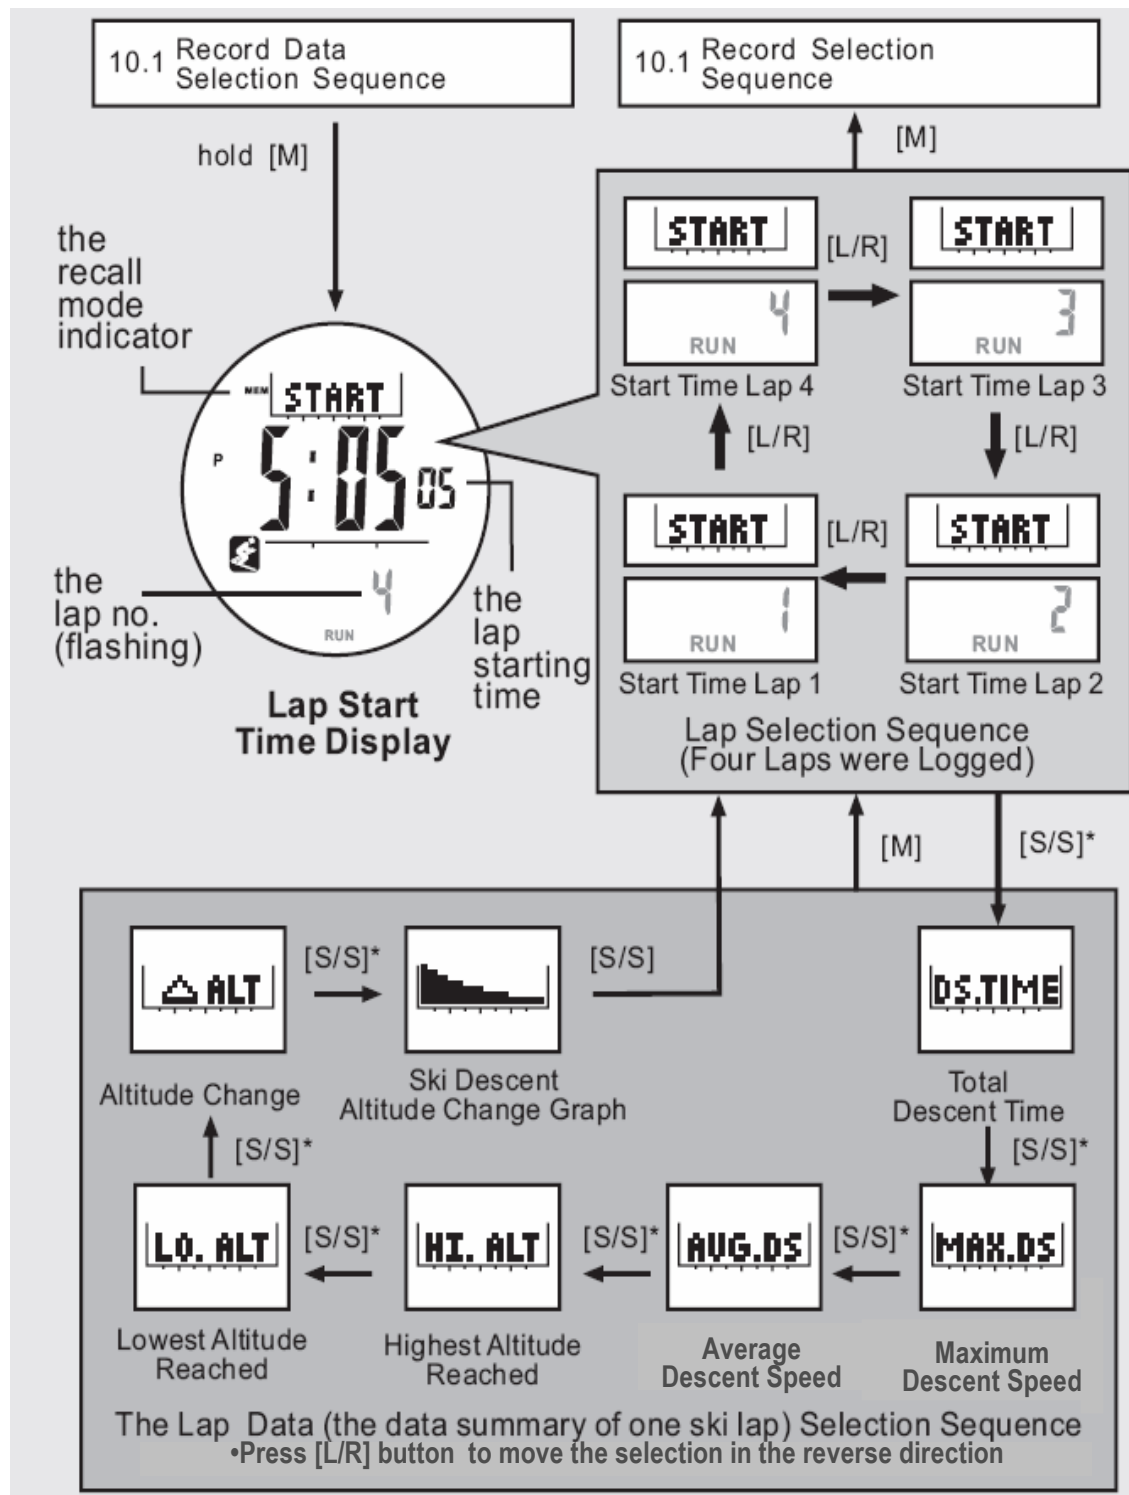 10.1 Record Data
Selection Sequence
10.1 Record Selection
Sequence
hold [M]
[M]
the
recall
mode
indicator
MEM START
P 5:05 05
4
RUN
the
lap no.
(flashing)
the
lap
starting
time
Lap Start
Time Display
START
4
RUN
Start Time Lap 4
[L/R]
START
3
RUN
Start Time Lap 3
[L/R]
[L/R]
START
1
RUN
Start Time Lap 1
[L/R]
START
2
RUN
Start Time Lap 2
Lap Selection Sequence
(Four Laps were Logged)
[M]
[S/S]*
△ ALT
Altitude Change
[S/S]*
Ski Descent
Altitude Change Graph
[S/S]
DS.TIME
Total
Descent Time
[S/S]*
[S/S]*
LO. ALT
Lowest Altitude
Reached
[S/S]*
HI. ALT
Highest Altitude
Reached
[S/S]*
AVG.DS
Average
Descent Speed
[S/S]*
MAX.DS
Maximum
Descent Speed
The Lap Data (the data summary of one ski lap) Selection Sequence
•Press [L/R] button to move the selection in the reverse direction